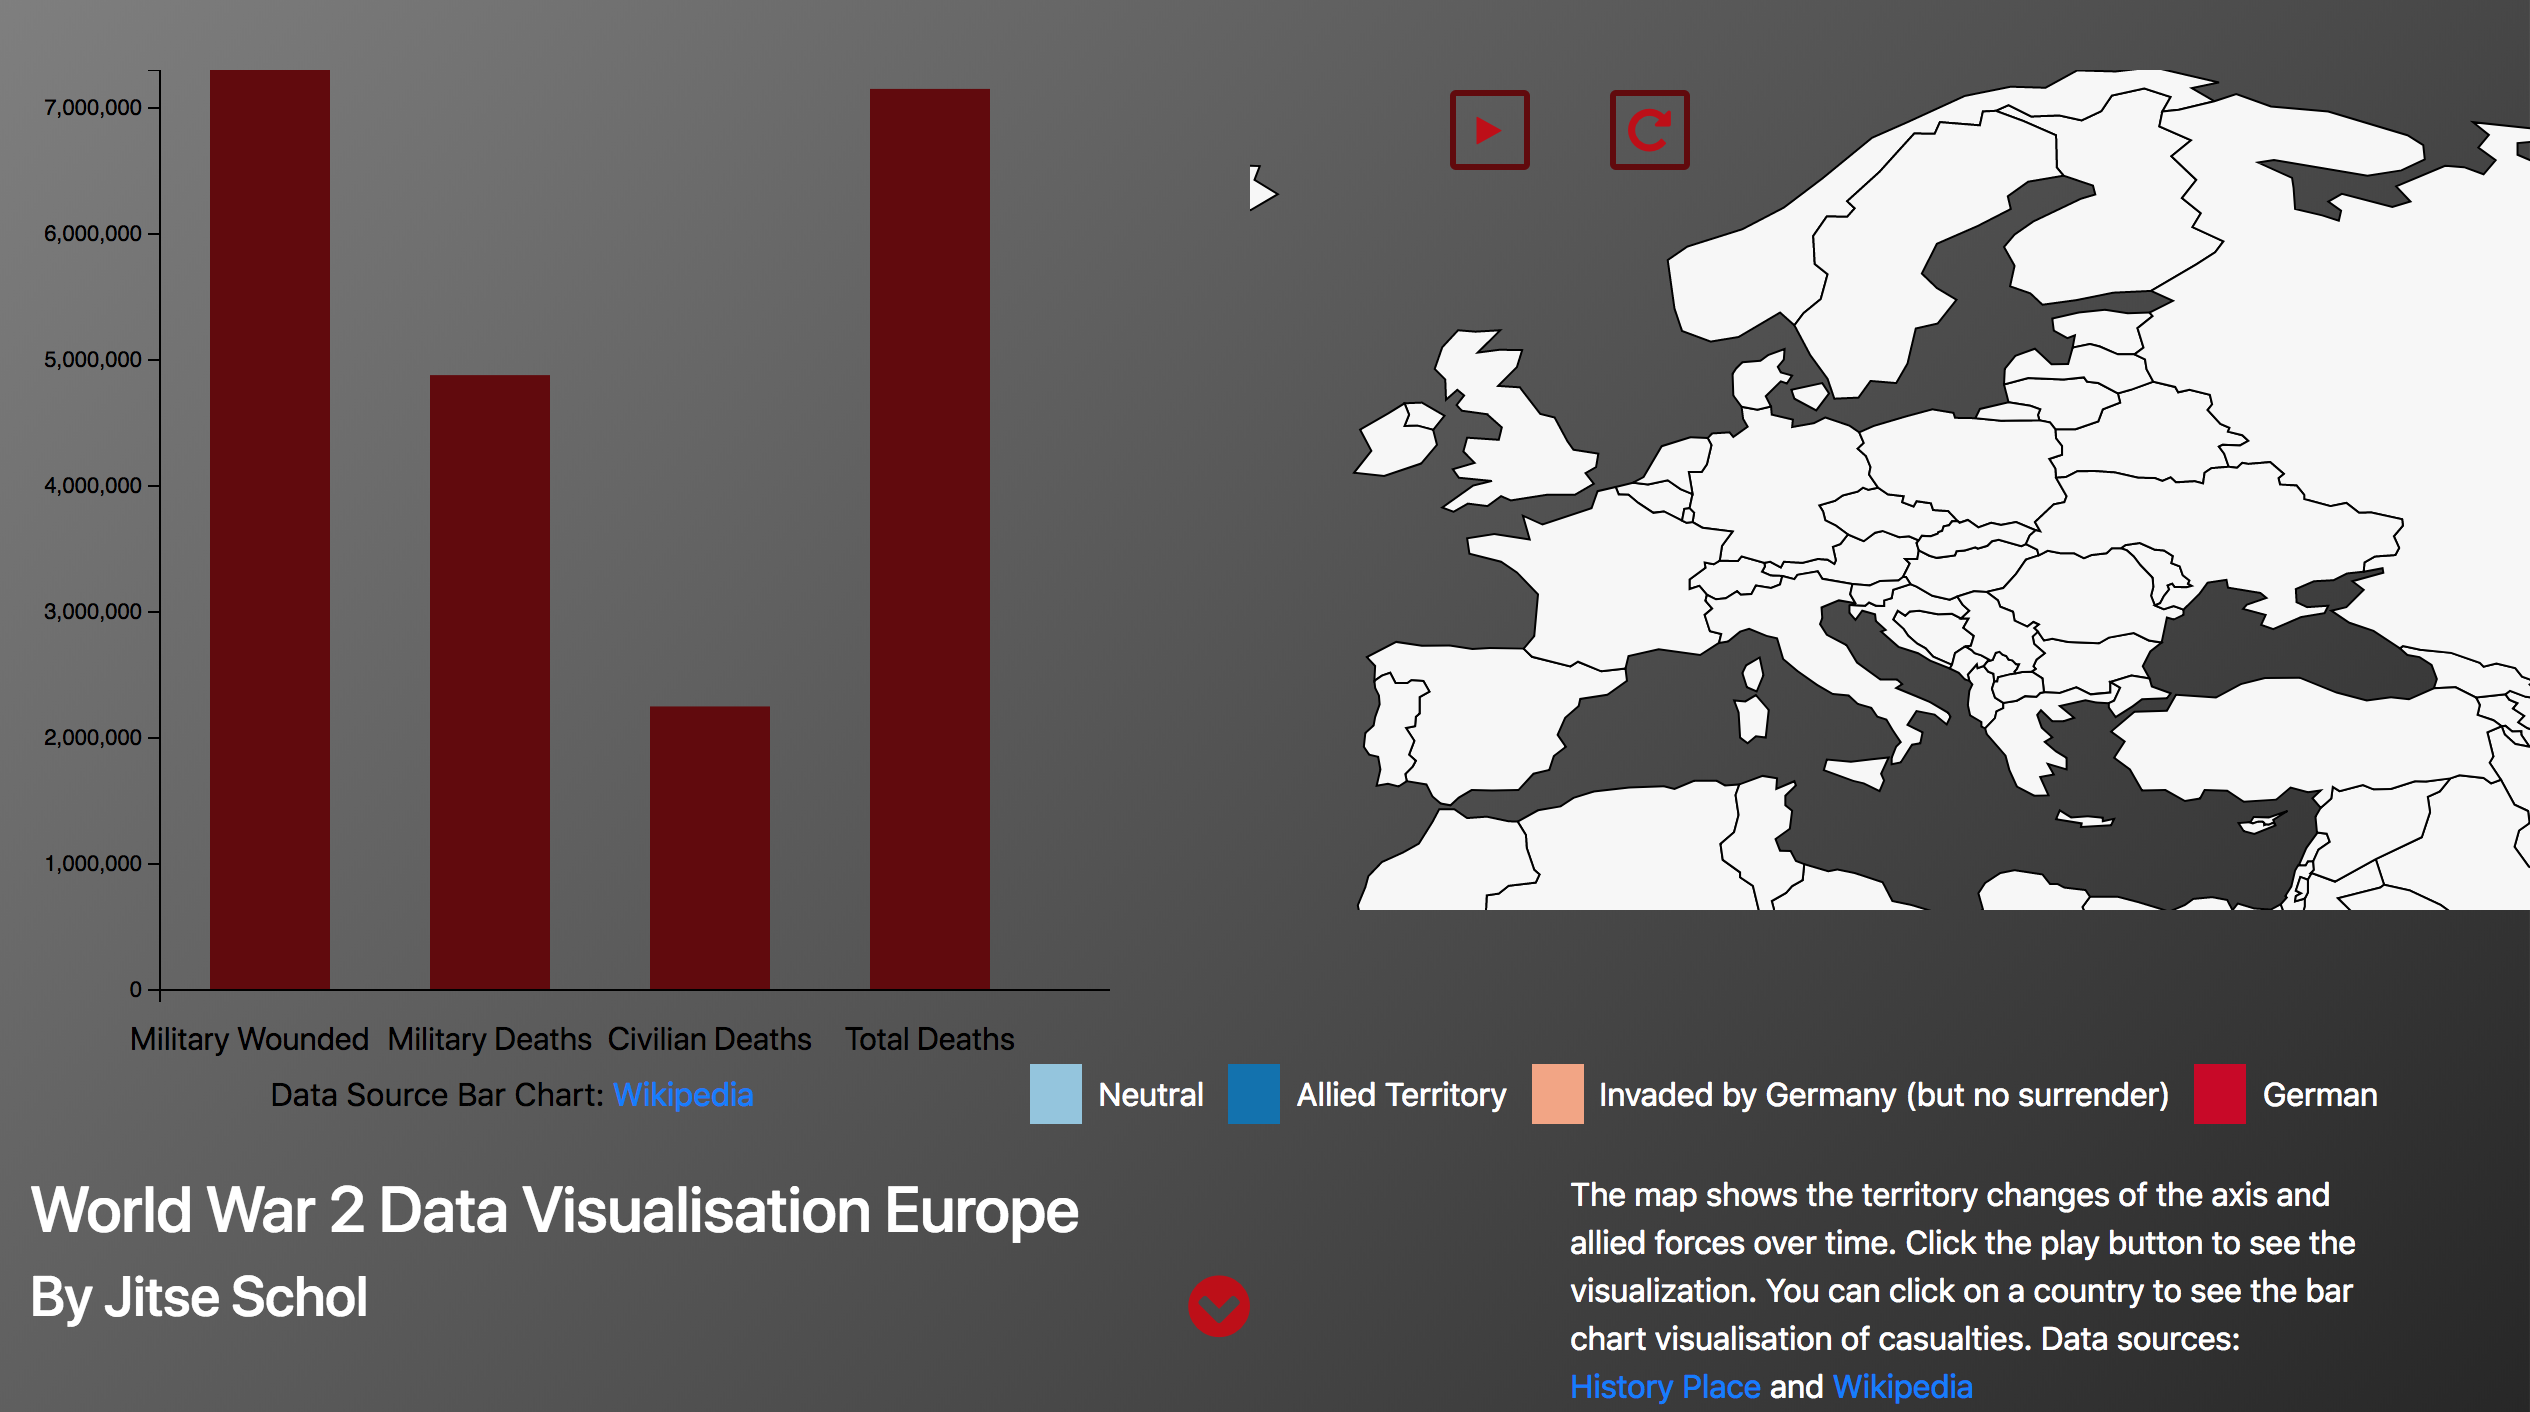 7,000,000
6,000,000
5,000,000
4,000,000
3,000,000
2,000,000
1,000,000
0
Military Wounded Military Deaths Civilian Deaths Total Deaths
Data Source Bar Chart: Wikipedia
Neutral Allied Territory Invaded by Germany (but no surrender) German
World War 2 Data Visualisation Europe
By Jitse Schol
The map shows the territory changes of the axis and
allied forces over time. Click the play button to see the
visualization. You can click on a country to see the bar
chart visualisation of casualties. Data sources:
History Place and Wikipedia